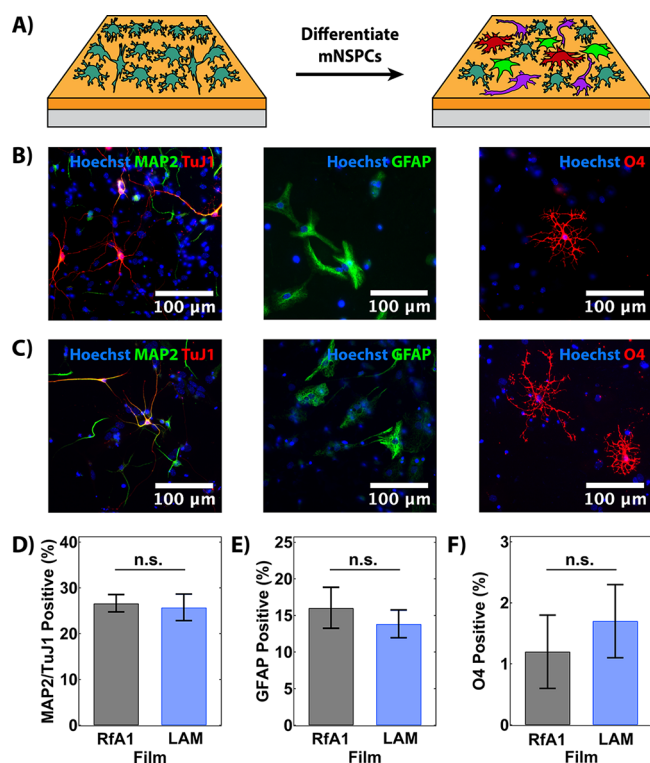 A)
Differentiate
mNSPCs
B)
Hoechst MAP2 TuJ1
100 μm
Hoechst GFAP
100 μm
Hoechst O4
100 μm
C)
Hoechst MAP2 TuJ1
100 μm
Hoechst GFAP
100 μm
Hoechst O4
100 μm
D)
MAP2/TuJ1 Positive (%)
40
30
20
10
0
n.s.
RfA1 LAM
Film
E)
GFAP Positive (%)
25
20
15
10
5
0
n.s.
RfA1 LAM
Film
F)
O4 Positive (%)
3
2
1
0
n.s.
RfA1 LAM
Film